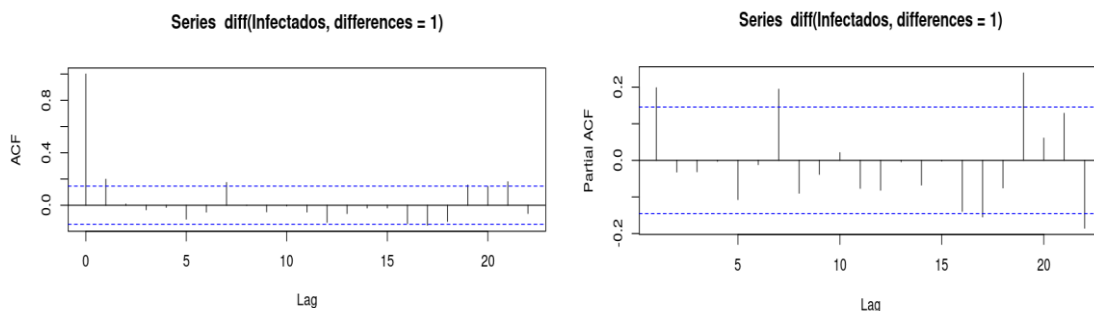 Series diff(Infectados, differences = 1)
ACF
0.8
0.4
0.0
0
5
10
15
20
Lag
Series diff(Infectados, differences = 1)
Partial ACF
0.2
0.0
-0.2
5
10
15
20
Lag